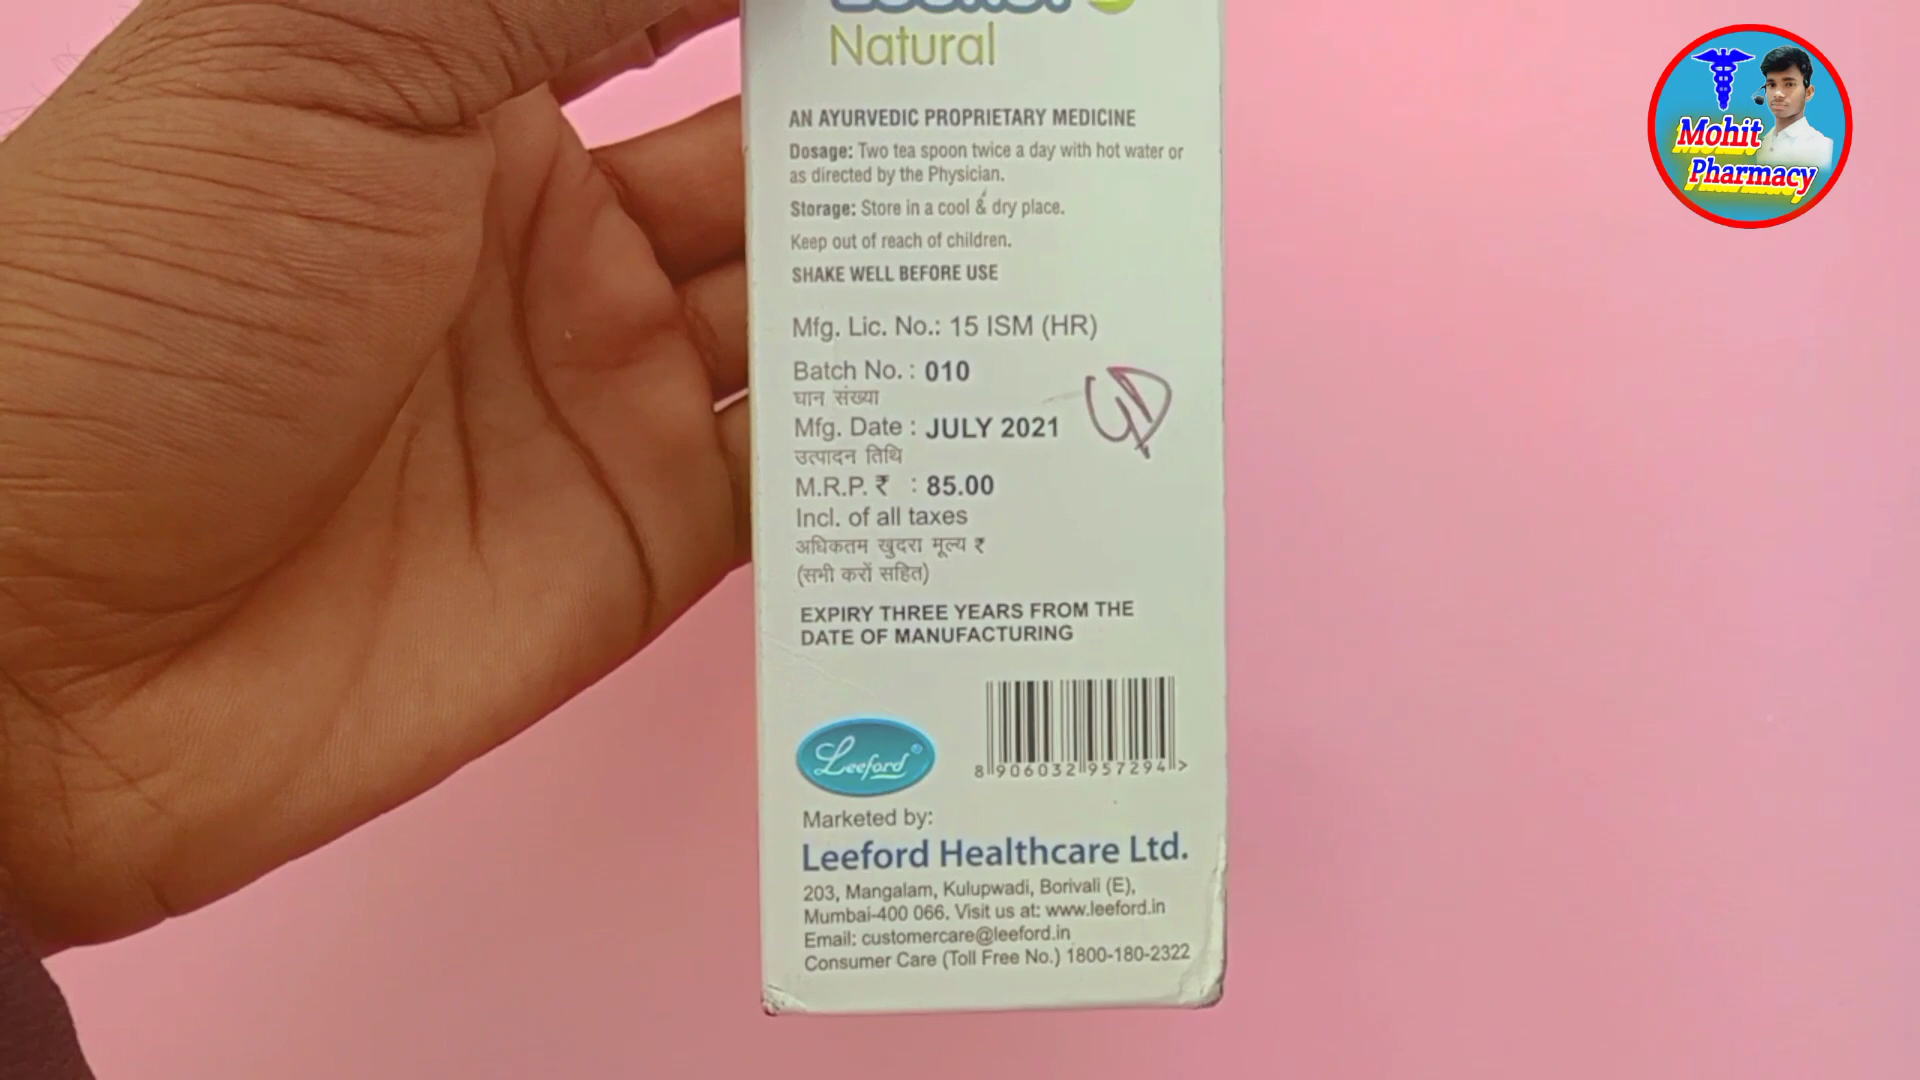 Natural
AN AYURVEDIC PROPRIETARY MEDICINE
Dosage: Two tea spoon twice a day with hot water or
as directed by the Physician.
Storage: Store in a cool & dry place.
Keep out of reach of children.
SHAKE WELL BEFORE USE
Mfg. Lic. No.: 15 ISM (HR)
Batch No. : 010
घान संख्या
Mfg. Date : JULY 2021
उत्पादन तिथि
M.R.P. ₹ : 85.00
Incl. of all taxes
अधिकतम खुदरा मूल्य ₹
(सभी करों सहित)
EXPIRY THREE YEARS FROM THE
DATE OF MANUFACTURING
Leeford
8 906032 957294 >
Marketed by:
Leeford Healthcare Ltd.
203, Mangalam, Kulupwadi, Borivali (E),
Mumbai-400 066. Visit us at: www.leeford.in
Email: customercare@leeford.in
Consumer Care (Toll Free No.) 1800-180-2322
Mohit
Pharmacy